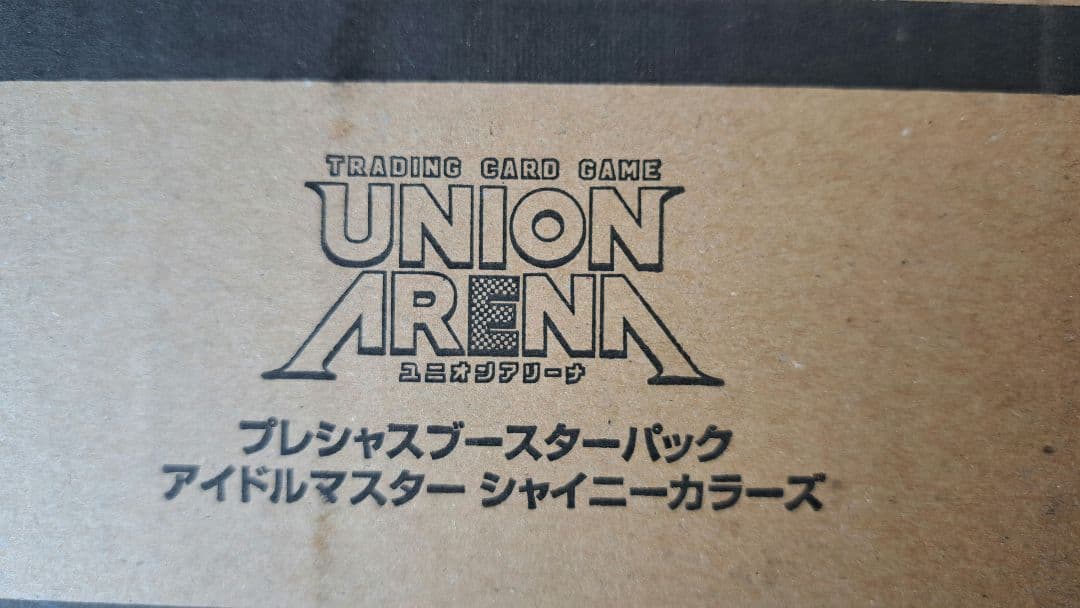 TRADING CARD GAME
UNION
ARENA
ユニオンアリーナ
プレシャスブースターパック
アイドルマスター シャイニーカラーズ